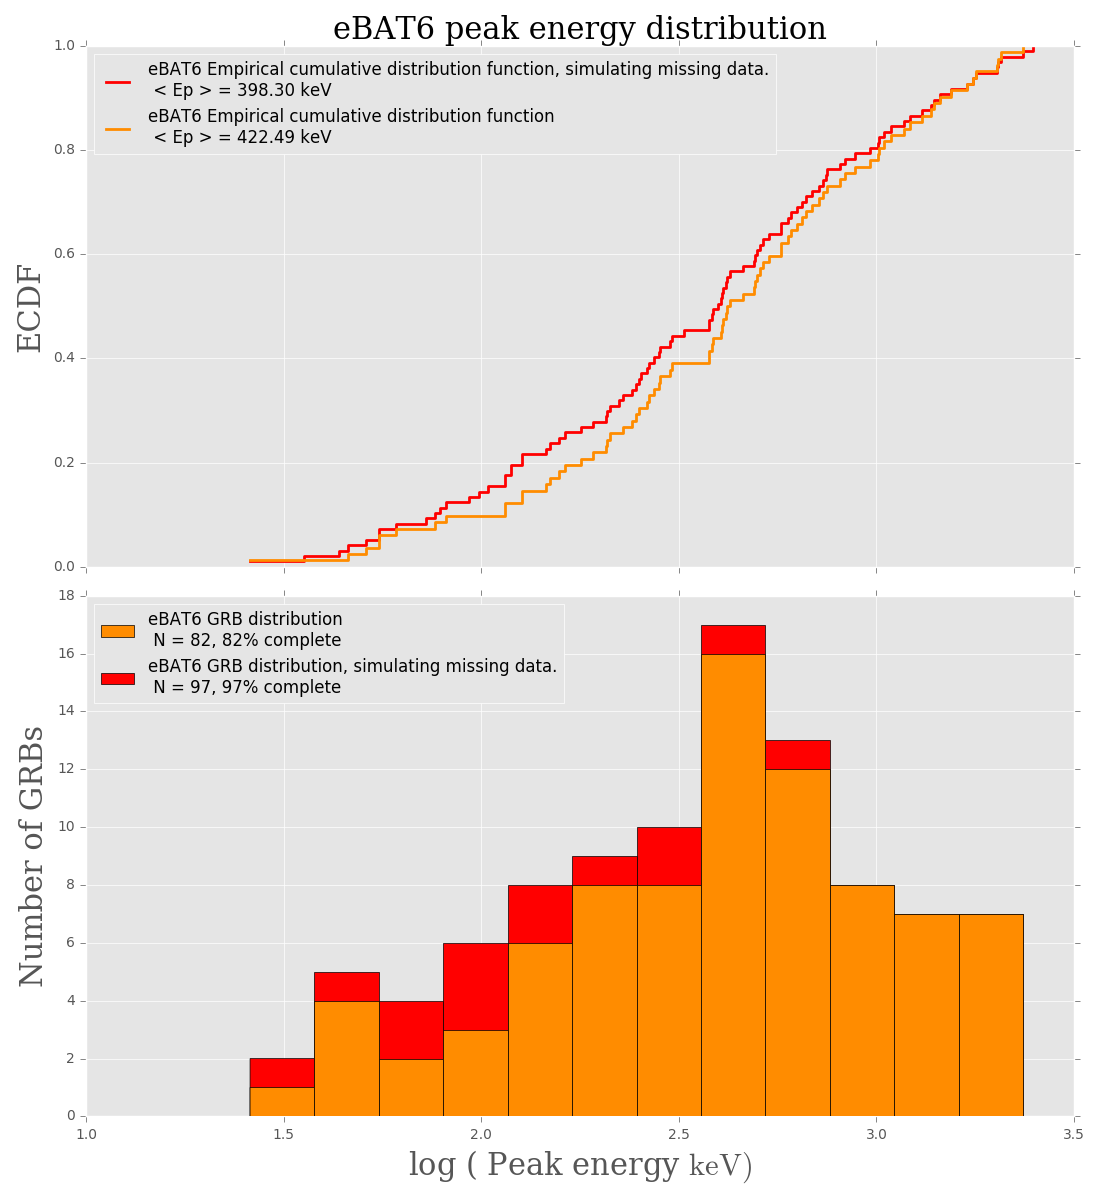 eBAT6 peak energy distribution
1.0
0.8
0.6
0.4
0.2
0.0
ECDF
eBAT6 Empirical cumulative distribution function, simulating missing data.
< Ep > = 398.30 keV
eBAT6 Empirical cumulative distribution function
< Ep > = 422.49 keV
18
16
14
12
10
8
6
4
2
0
Number of GRBs
eBAT6 GRB distribution
N = 82, 82% complete
eBAT6 GRB distribution, simulating missing data.
N = 97, 97% complete
1.0 1.5 2.0 2.5 3.0 3.5
log ( Peak energy keV)